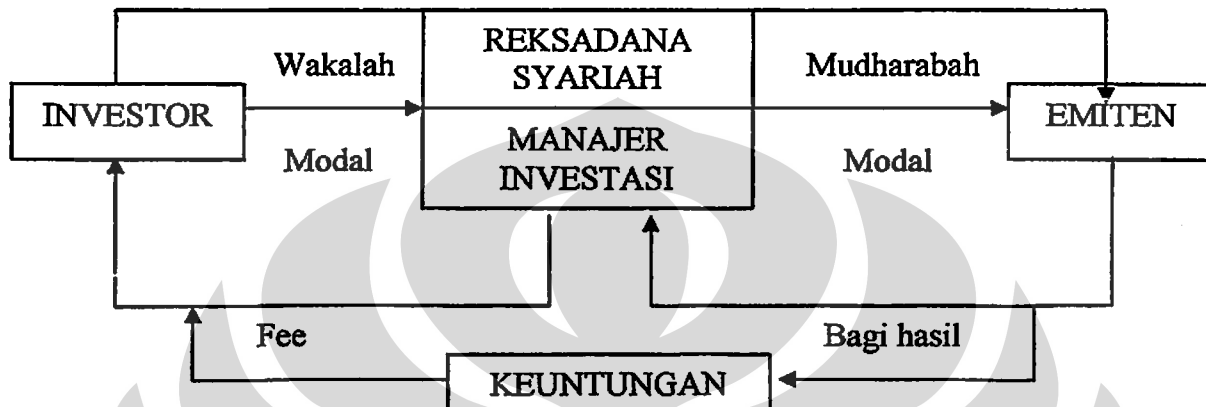 REKSADANA
SYARIAH
Wakalah
Mudharabah
INVESTOR
EMITEN
MANAJER
INVESTASI
Modal
Modal
Fee
Bagi hasil
KEUNTUNGAN